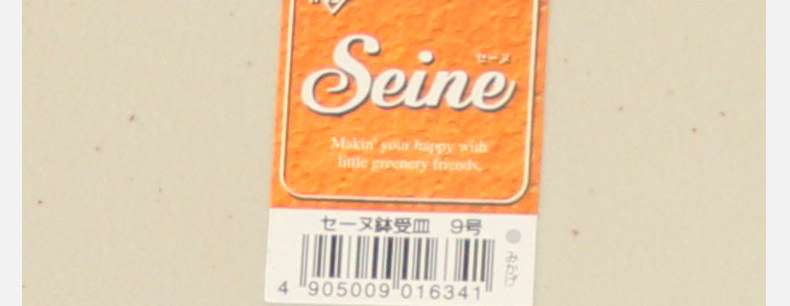 Seine
セーヌ
Makin' your happy with
little greenery friends.
セーヌ鉢受皿 9号
みかげ
4 905009 016341